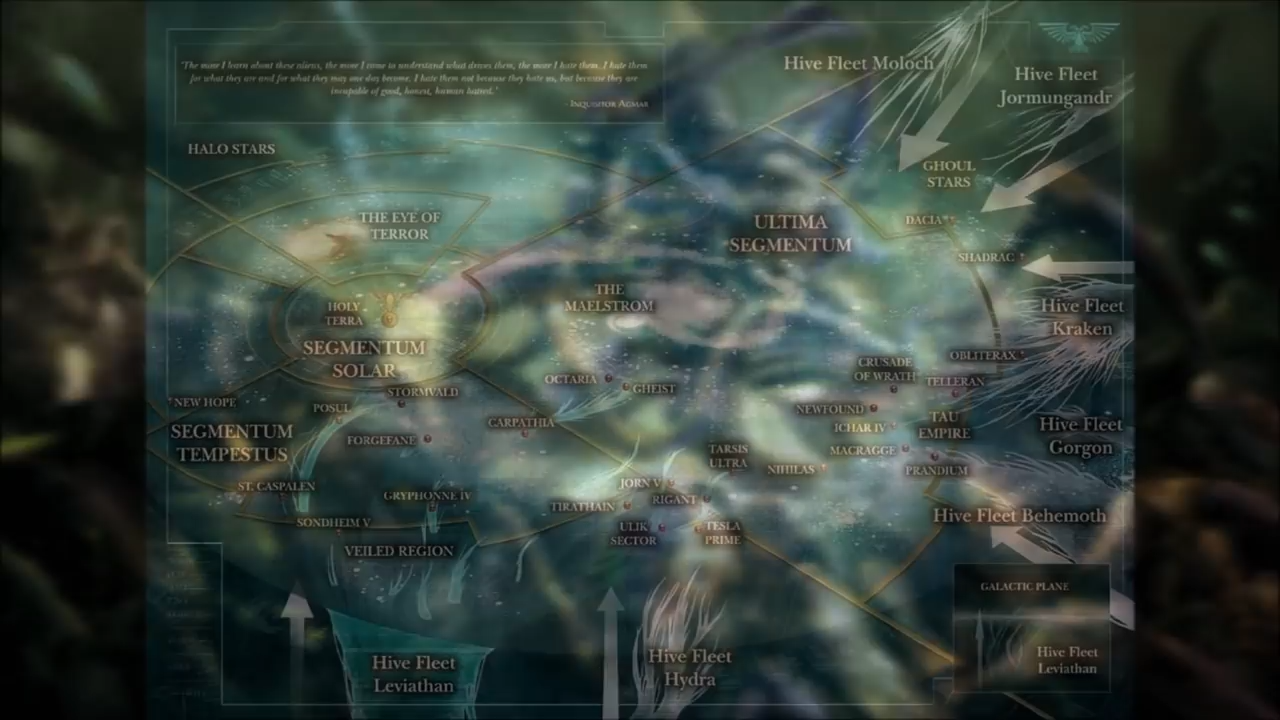 "The more I learn about these aliens, the more I come to understand what drives them, the more I hate them. I hate them
for what they are and for what they may one day become. I hate them not because they hate us, but because they are
incapable of good, honest, human hatred."
- Inquisitor Agmar
Hive Fleet Moloch
Hive Fleet
Jormungandr
HALO STARS
GHOUL
STARS
THE EYE OF
TERROR
ULTIMA
SEGMENTUM
DACIA
SHADRAC
THE
MAELSTROM
HOLY
TERRA
Hive Fleet
Kraken
SEGMENTUM
SOLAR
OBLITERAX
CRUSADE
OF WRATH
OCTARIA
GHEIST
TELLERAN
STORMVALD
NEW HOPE
POSUL
NEWFOUND
CARPATHIA
ICHAR IV
TAU
EMPIRE
Hive Fleet
Gorgon
SEGMENTUM
TEMPESTUS
FORGEFANE
MACRAGGE
TARSIS
ULTRA
NIHILAS
PRANDIUM
ST. CASPALEN
GRYPHONNE IV
JORN V
RIGANT
TIRATHAIN
Hive Fleet Behemoth
SONDHEIM V
ULIK
SECTOR
TESLA
PRIME
VEILED REGION
GALACTIC PLANE
Hive Fleet
Leviathan
Hive Fleet
Hydra
Hive Fleet
Leviathan